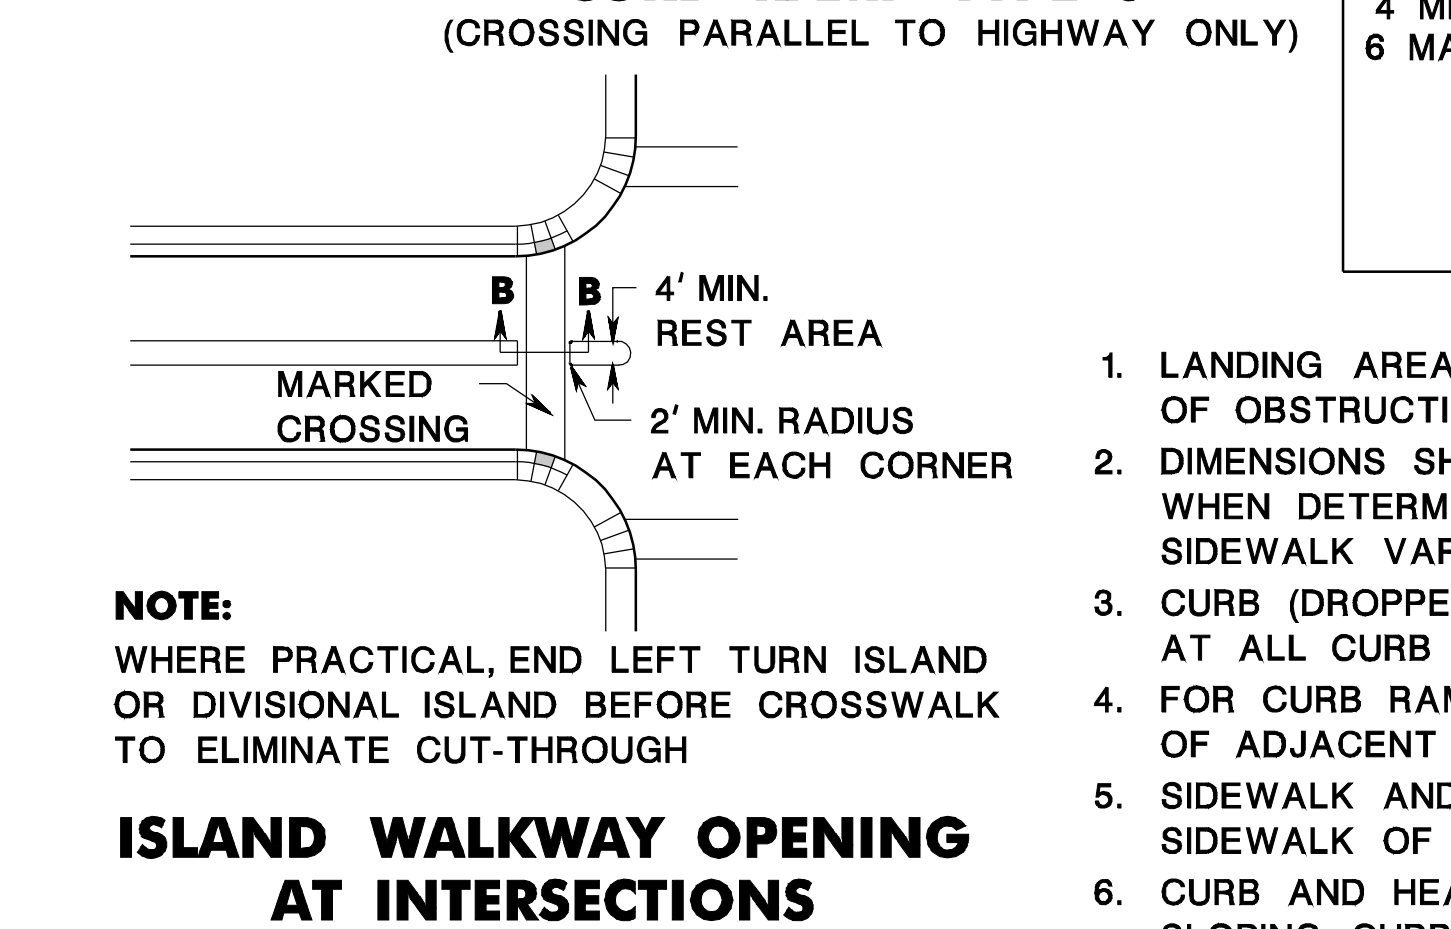 (CROSSING PARALLEL TO HIGHWAY ONLY)
4
6
B B
4' MIN.
REST AREA
MARKED
CROSSING
2' MIN. RADIUS
AT EACH CORNER
NOTE:
WHERE PRACTICAL, END LEFT TURN ISLAND
OR DIVISIONAL ISLAND BEFORE CROSSWALK
TO ELIMINATE CUT-THROUGH
ISLAND WALKWAY OPENING
AT INTERSECTIONS
1. LANDING AREA
OF OBSTRUCTI
2. DIMENSIONS SH
WHEN DETERM
SIDEWALK VAR
3. CURB (DROPPE
AT ALL CURB
4. FOR CURB RAM
OF ADJACENT
5. SIDEWALK AND
SIDEWALK OF
6. CURB AND HEA